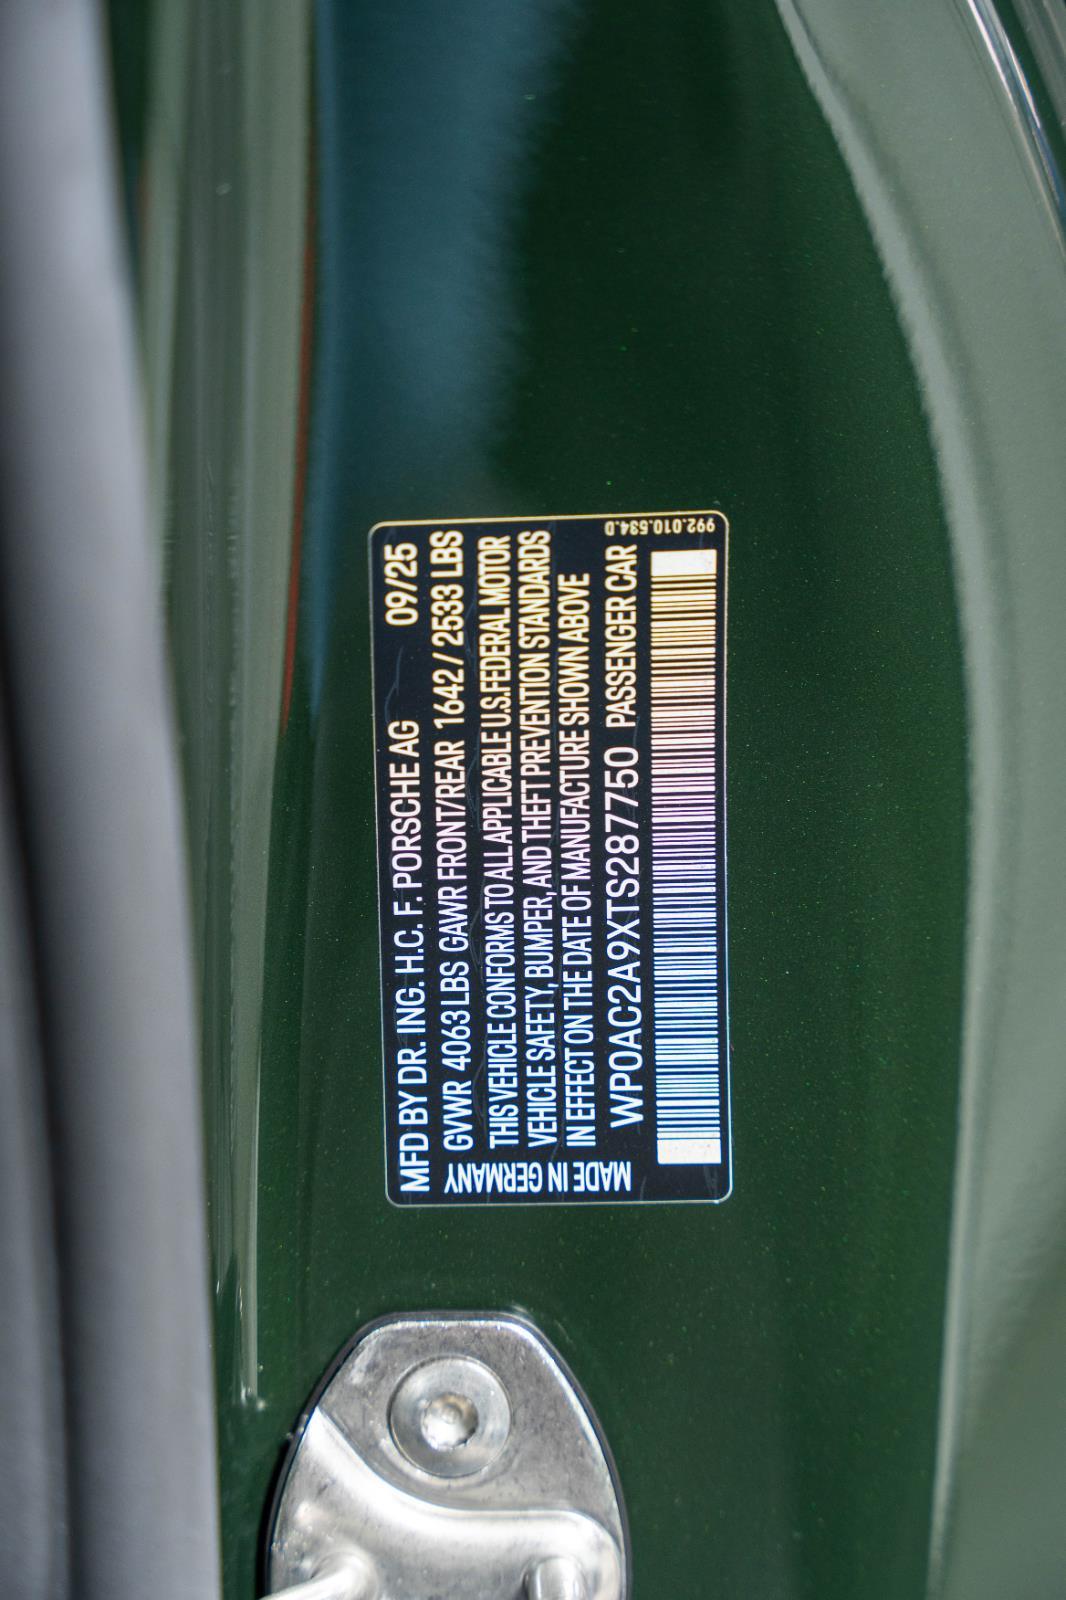 MFD BY DR. ING. H.C. F. PORSCHE AG 09/25
GVWR 4063 LBS GAWR FRONT/REAR 1642 / 2533 LBS
THIS VEHICLE CONFORMS TO ALL APPLICABLE U.S. FEDERAL MOTOR
VEHICLE SAFETY, BUMPER, AND THEFT PREVENTION STANDARDS
IN EFFECT ON THE DATE OF MANUFACTURE SHOWN ABOVE
WP0AC2A9XTS287750 PASSENGER CAR
MADE IN GERMANY
992.010.534.D